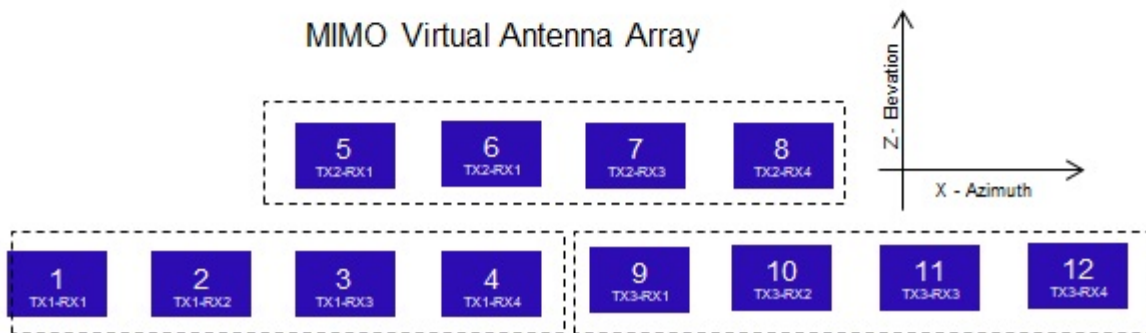 MIMO Virtual Antenna Array
Z - Elevation
X - Azimuth
5
TX2-RX1
6
TX2-RX1
7
TX2-RX3
8
TX2-RX4
1
TX1-RX1
2
TX1-RX2
3
TX1-RX3
4
TX1-RX4
9
TX3-RX1
10
TX3-RX2
11
TX3-RX3
12
TX3-RX4